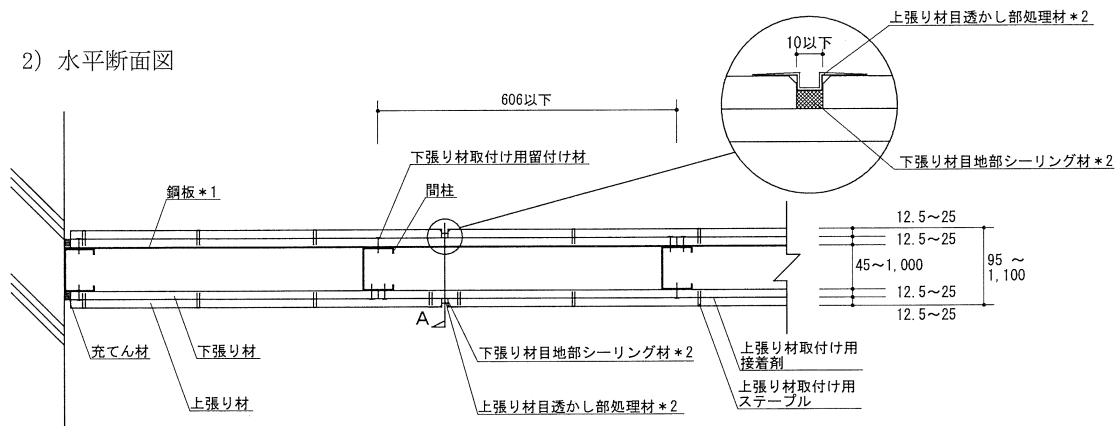 上張り材目透かし部処理材*2
10以下
2) 水平断面図
606以下
下張り材取付け用留付け材
下張り材目地部シーリング材*2
鋼板*1
間柱
12.5~25
12.5~25
45~1,000
95 ~
1,100
12.5~25
12.5~25
A
充てん材
下張り材
下張り材目地部シーリング材*2
上張り材取付け用
接着剤
上張り材
上張り材目透かし部処理材*2
上張り材取付け用
ステープル